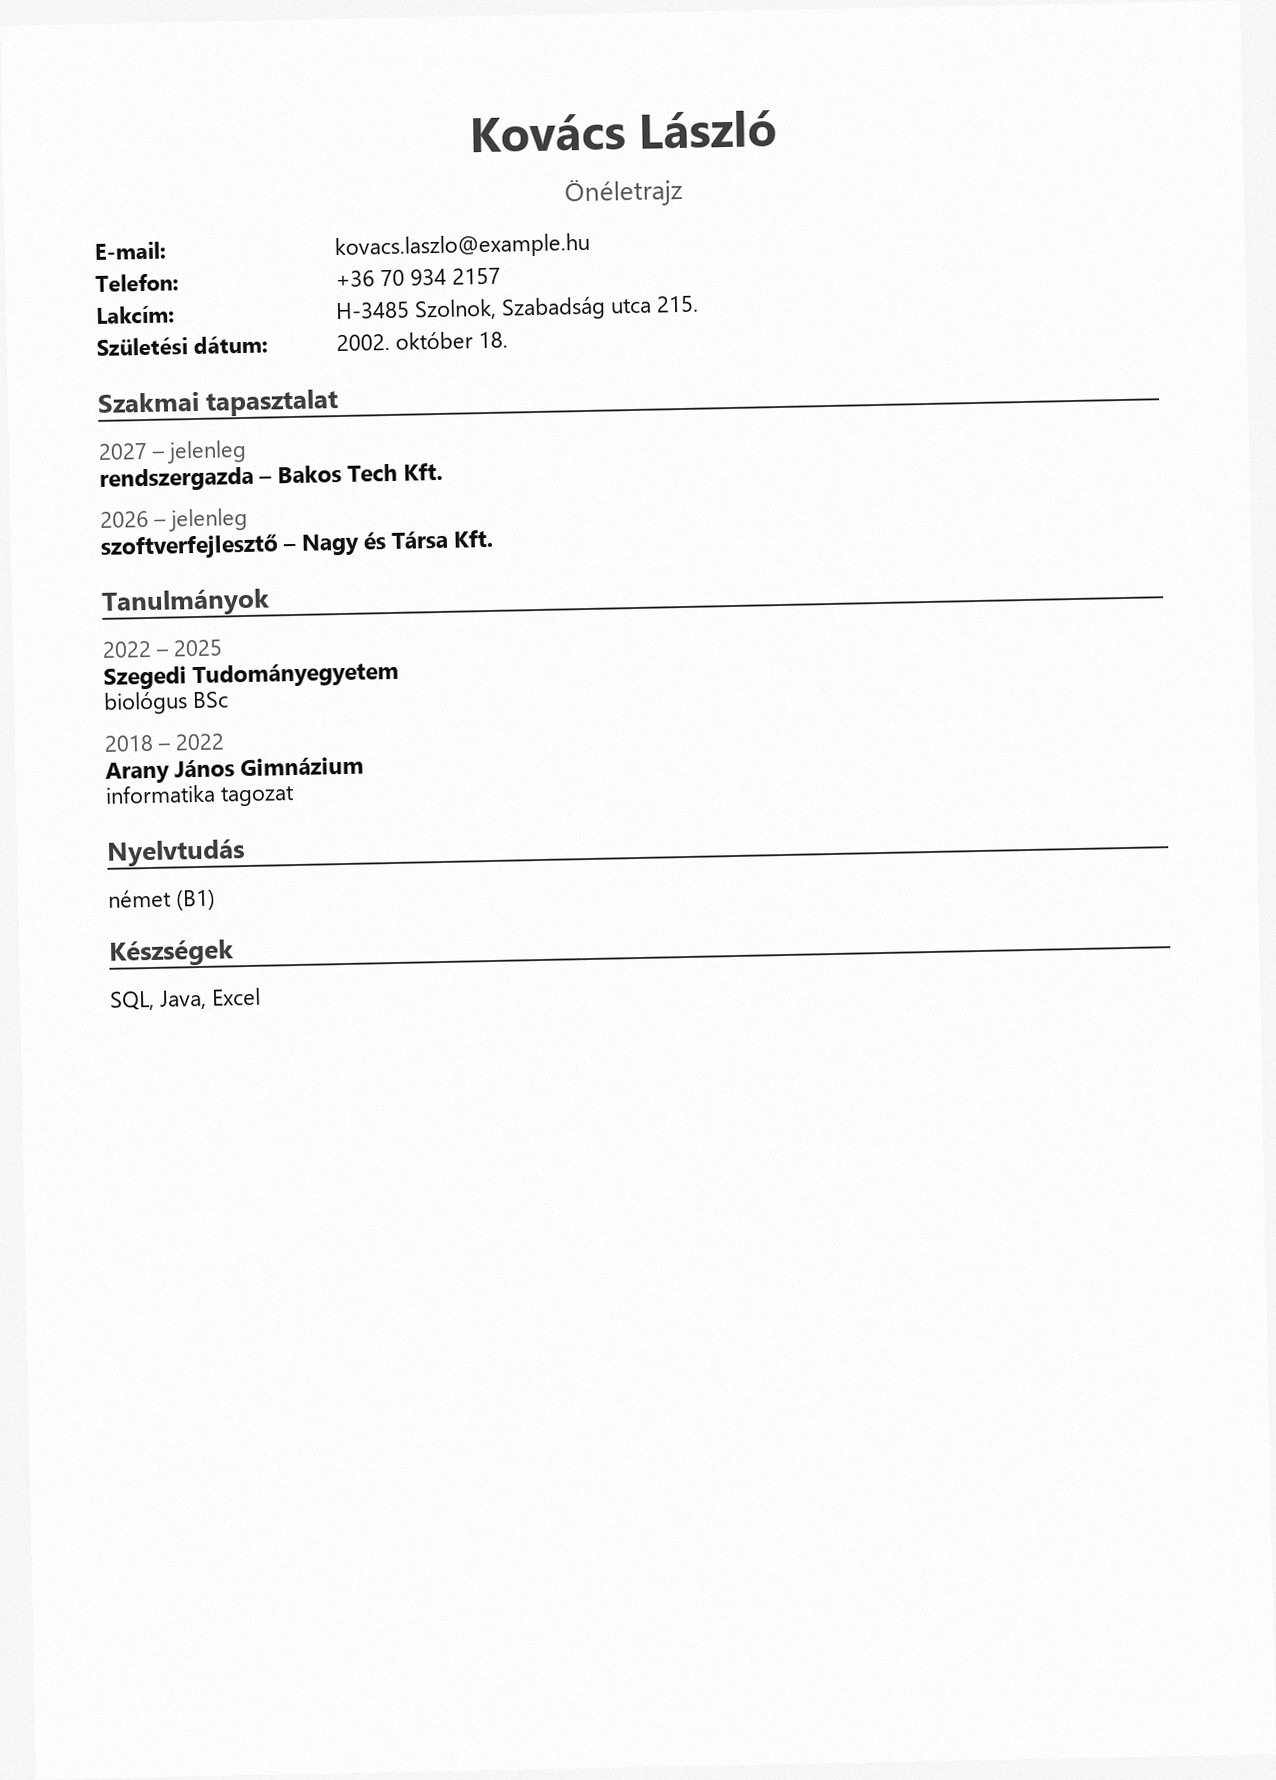 Kovács László
Önéletrajz
E-mail: kovacs.laszlo@example.hu
Telefon: +36 70 934 2157
Lakcím: H-3485 Szolnok, Szabadság utca 215.
Születési dátum: 2002. október 18.
Szakmai tapasztalat
2027 – jelenleg
rendszergazda – Bakos Tech Kft.
2026 – jelenleg
szoftverfejlesztő – Nagy és Társa Kft.
Tanulmányok
2022 – 2025
Szegedi Tudományegyetem
biológus BSc
2018 – 2022
Arany János Gimnázium
informatika tagozat
Nyelvtudás
német (B1)
Készségek
SQL, Java, Excel